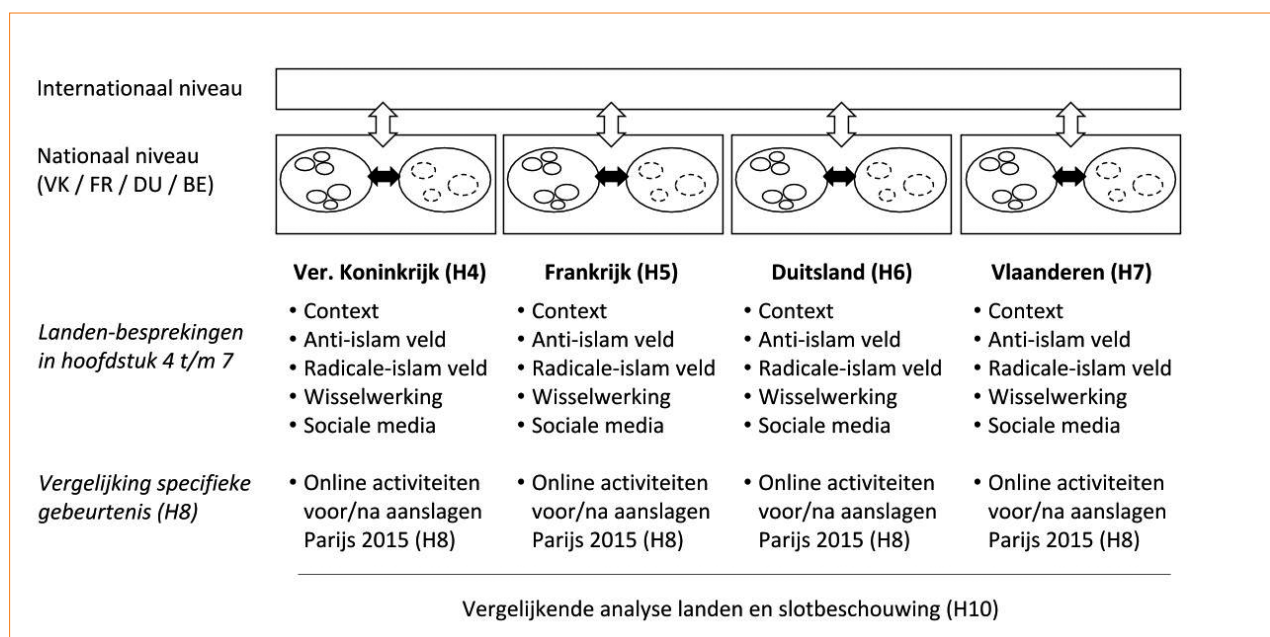 Internationaal niveau
Nationaal niveau
(VK / FR / DU / BE)
Ver. Koninkrijk (H4)
Frankrijk (H5)
Duitsland (H6)
Vlaanderen (H7)
Landen-besprekingen
in hoofdstuk 4 t/m 7
• Context
• Anti-islam veld
• Radicale-islam veld
• Wisselwerking
• Sociale media
• Context
• Anti-islam veld
• Radicale-islam veld
• Wisselwerking
• Sociale media
• Context
• Anti-islam veld
• Radicale-islam veld
• Wisselwerking
• Sociale media
• Context
• Anti-islam veld
• Radicale-islam veld
• Wisselwerking
• Sociale media
Vergelijking specifieke
gebeurtenis (H8)
• Online activiteiten
voor/na aanslagen
Parijs 2015 (H8)
• Online activiteiten
voor/na aanslagen
Parijs 2015 (H8)
• Online activiteiten
voor/na aanslagen
Parijs 2015 (H8)
• Online activiteiten
voor/na aanslagen
Parijs 2015 (H8)
Vergelijkende analyse landen en slotbeschouwing (H10)